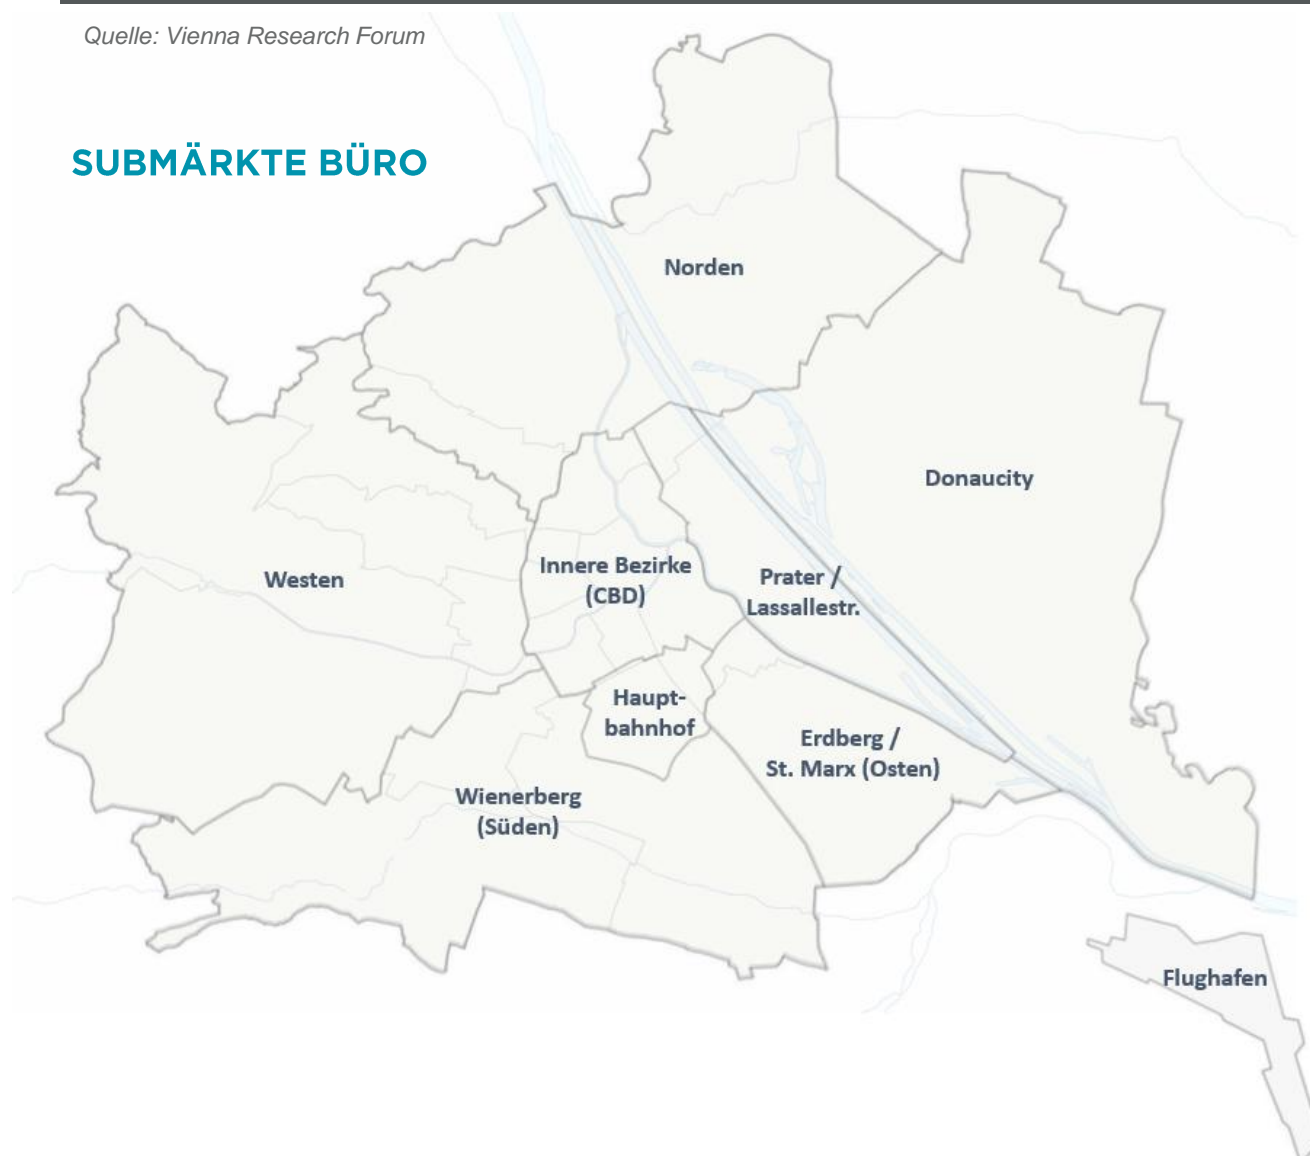 Quelle: Vienna Research Forum
SUBMÄRKTE BÜRO
Norden
Donaucity
Innere Bezirke
(CBD)
Prater /
Lassallestr.
Westen
Haupt-
bahnhof
Erdberg /
St. Marx (Osten)
Wienerberg
(Süden)
Flughafen